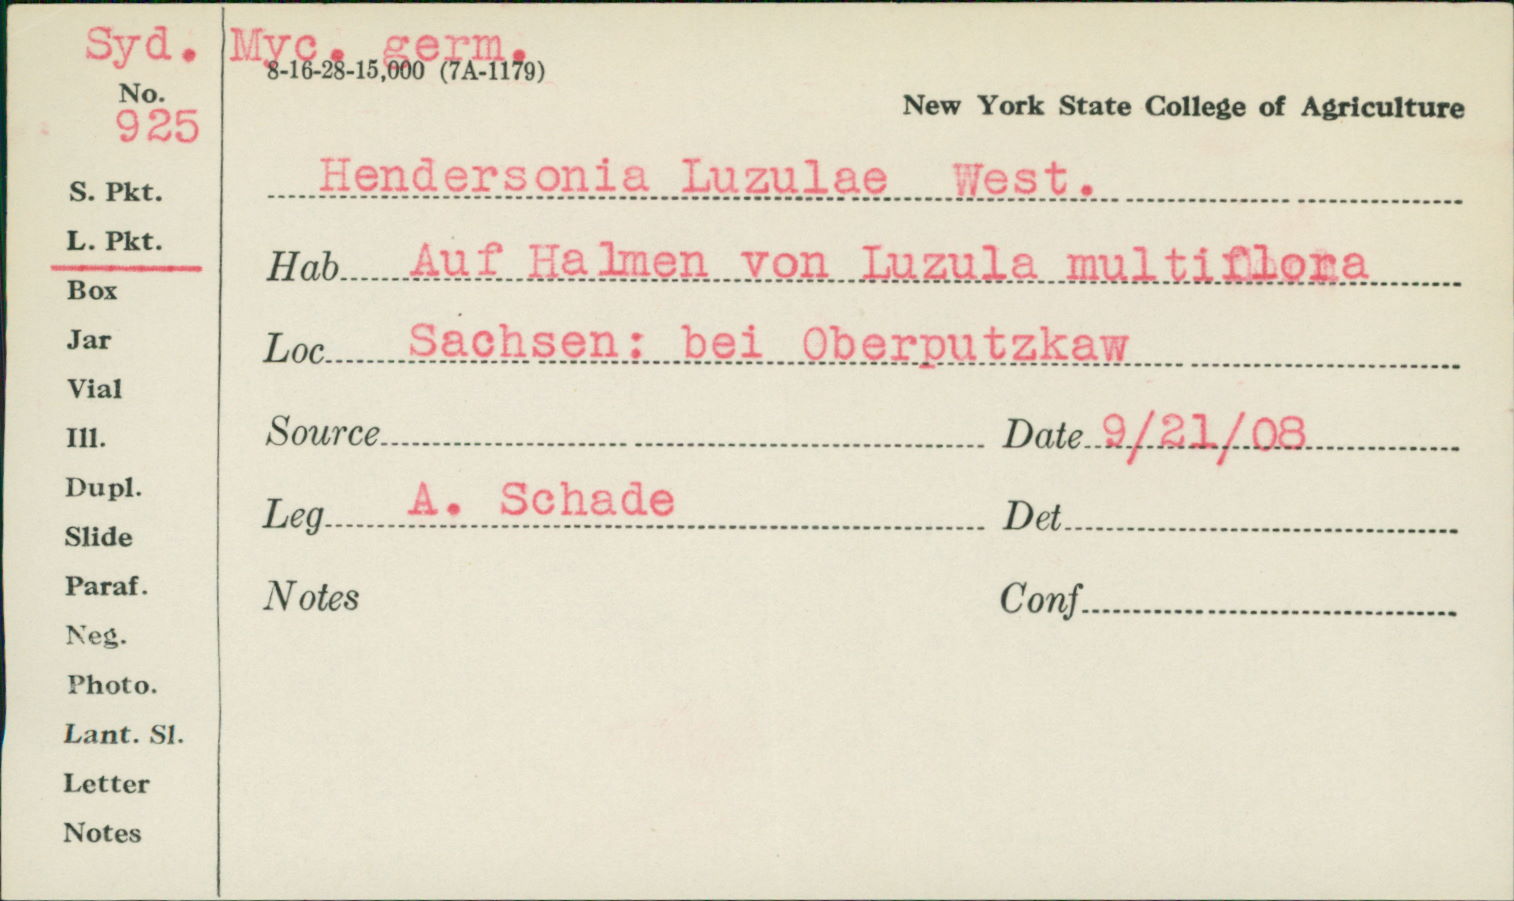 Syd. Myc. germ.
8-16-28-15,000 (7A-1179)
No.
925
New York State College of Agriculture
Hendersonia Luzulae West.
S. Pkt.
L. Pkt.
Hab Auf Halmen von Luzula multiflora
Box
Jar
Loc Sachsen: bei Oberputzkaw
Vial
Ill.
Source Date 9/21/08
Dupl.
Slide
Leg A. Schade Det
Paraf.
Notes Conf
Neg.
Photo.
Lant. Sl.
Letter
Notes